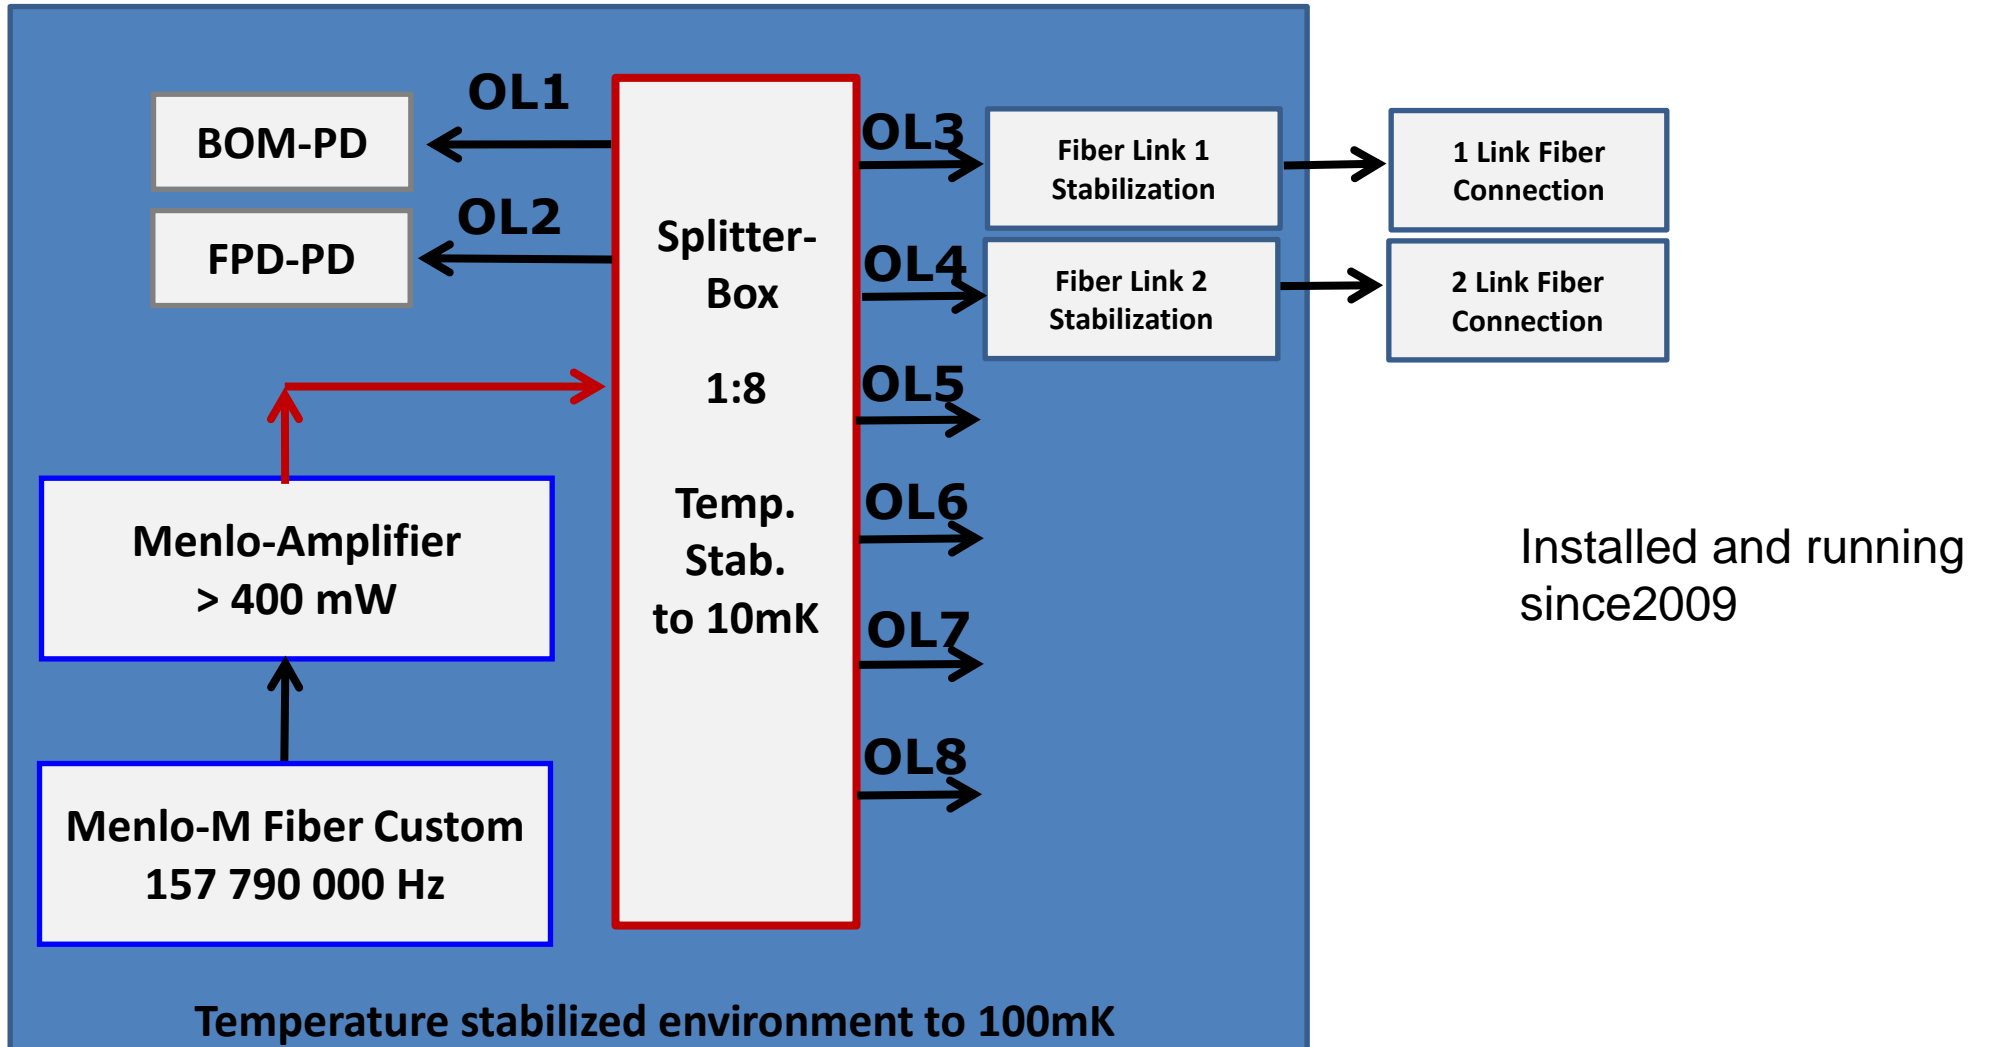 OL1
BOM-PD
OL2
FPD-PD
Splitter-
Box
1:8
Temp.
Stab.
to 10mK
OL3
Fiber Link 1
Stabilization
1 Link Fiber
Connection
OL4
Fiber Link 2
Stabilization
2 Link Fiber
Connection
OL5
OL6
OL7
OL8
Menlo-Amplifier
> 400 mW
Menlo-M Fiber Custom
157 790 000 Hz
Temperature stabilized environment to 100mK
Installed and running
since2009